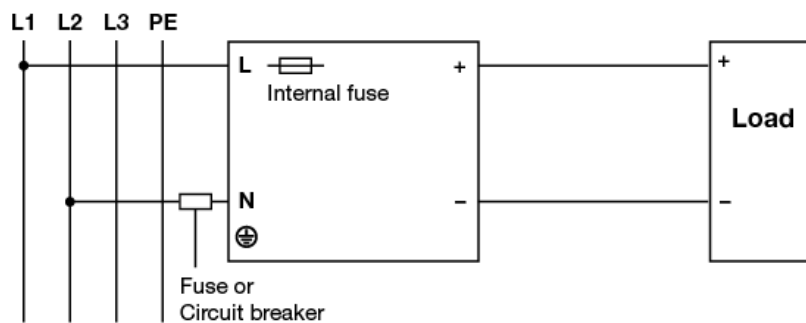 L1 L2 L3 PE
L
+
+
Internal fuse
Load
N
−
−
Fuse or
Circuit breaker